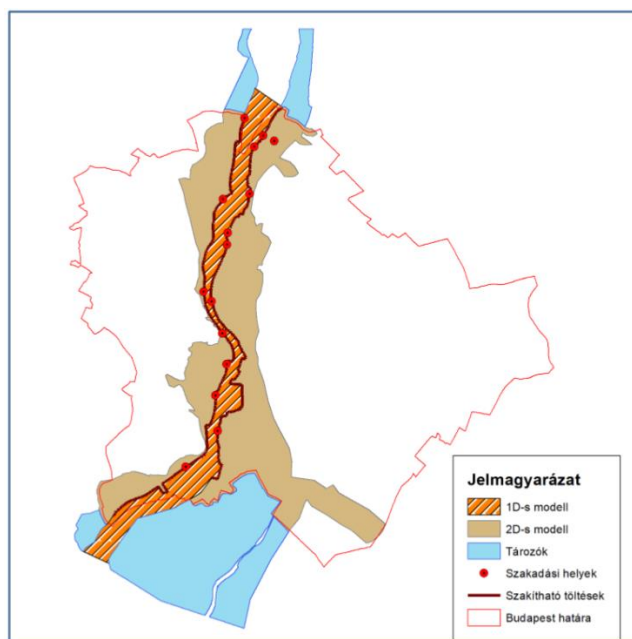 Jelmagyarázat
1D-s modell
2D-s modell
Tározók
Szakadási helyek
Szakítható töltések
Budapest határa